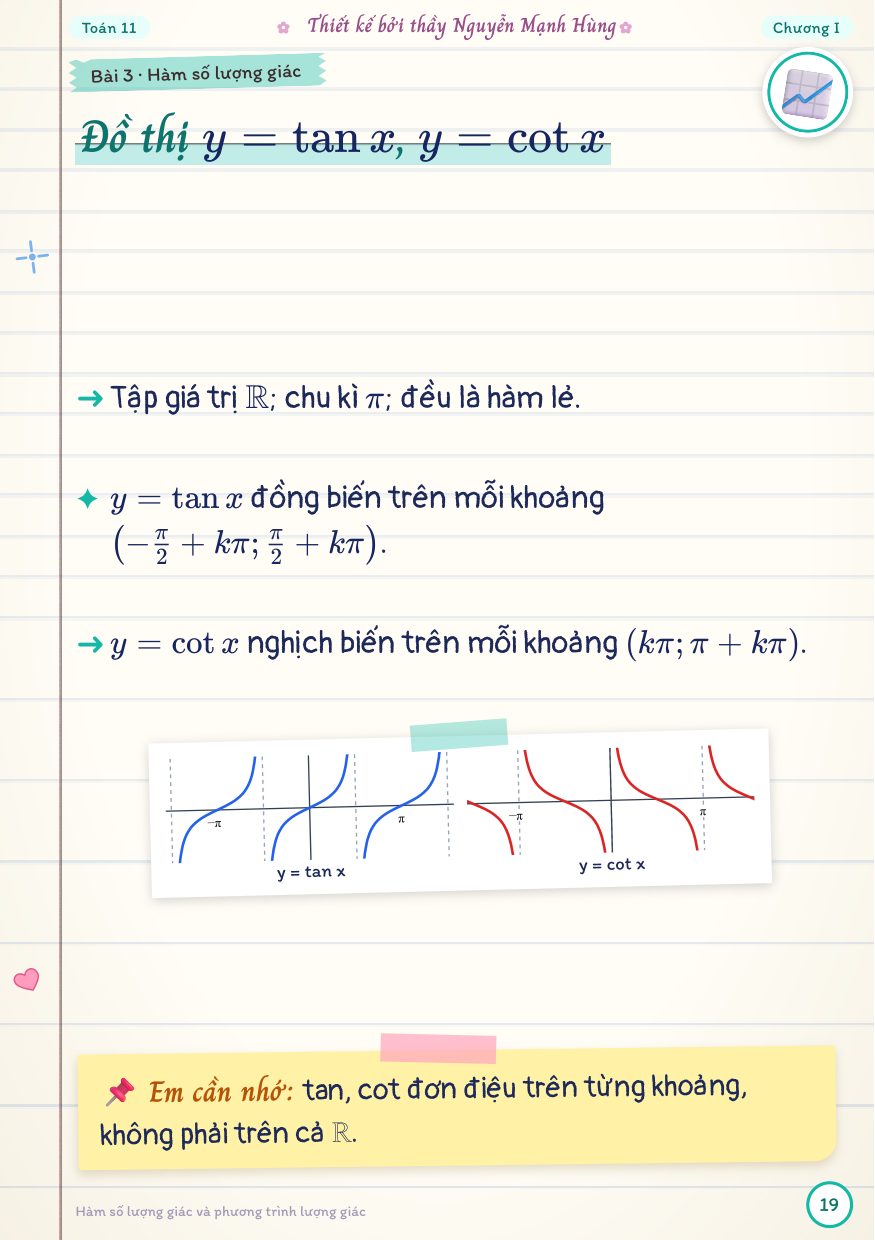 Toán 11
Thiết kế bởi thầy Nguyễn Mạnh Hùng
Chương I
Bài 3 · Hàm số lượng giác
Đồ thị y = tan x, y = cot x
→ Tập giá trị ℝ; chu kì π; đều là hàm lẻ.
✦ y = tan x đồng biến trên mỗi khoảng
(−π/2 + kπ; π/2 + kπ).
→ y = cot x nghịch biến trên mỗi khoảng (kπ; π + kπ).
−π
π
y = tan x
−π
π
y = cot x
Em cần nhớ: tan, cot đơn điệu trên từng khoảng,
không phải trên cả ℝ.
Hàm số lượng giác và phương trình lượng giác
19